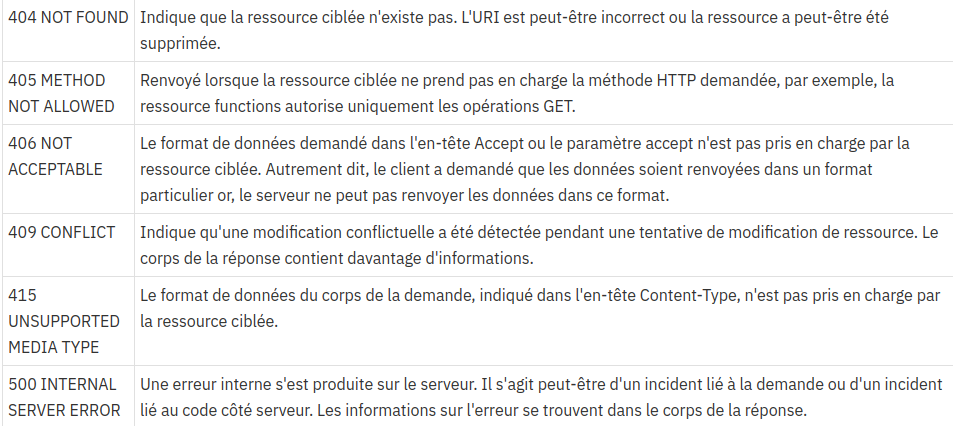 404 NOT FOUND Indique que la ressource ciblée n'existe pas. L'URI est peut-être incorrect ou la ressource a peut-être été
supprimée.
405 METHOD Renvoyé lorsque la ressource ciblée ne prend pas en charge la méthode HTTP demandée, par exemple, la
NOT ALLOWED ressource functions autorise uniquement les opérations GET.
406 NOT Le format de données demandé dans l'en-tête Accept ou le paramètre accept n'est pas pris en charge par la
ACCEPTABLE ressource ciblée. Autrement dit, le client a demandé que les données soient renvoyées dans un format
particulier or, le serveur ne peut pas renvoyer les données dans ce format.
409 CONFLICT Indique qu'une modification conflictuelle a été détectée pendant une tentative de modification de ressource. Le
corps de la réponse contient davantage d'informations.
415 Le format de données du corps de la demande, indiqué dans l'en-tête Content-Type, n'est pas pris en charge par
UNSUPPORTED la ressource ciblée.
MEDIA TYPE
500 INTERNAL Une erreur interne s'est produite sur le serveur. Il s'agit peut-être d'un incident lié à la demande ou d'un incident
SERVER ERROR lié au code côté serveur. Les informations sur l'erreur se trouvent dans le corps de la réponse.